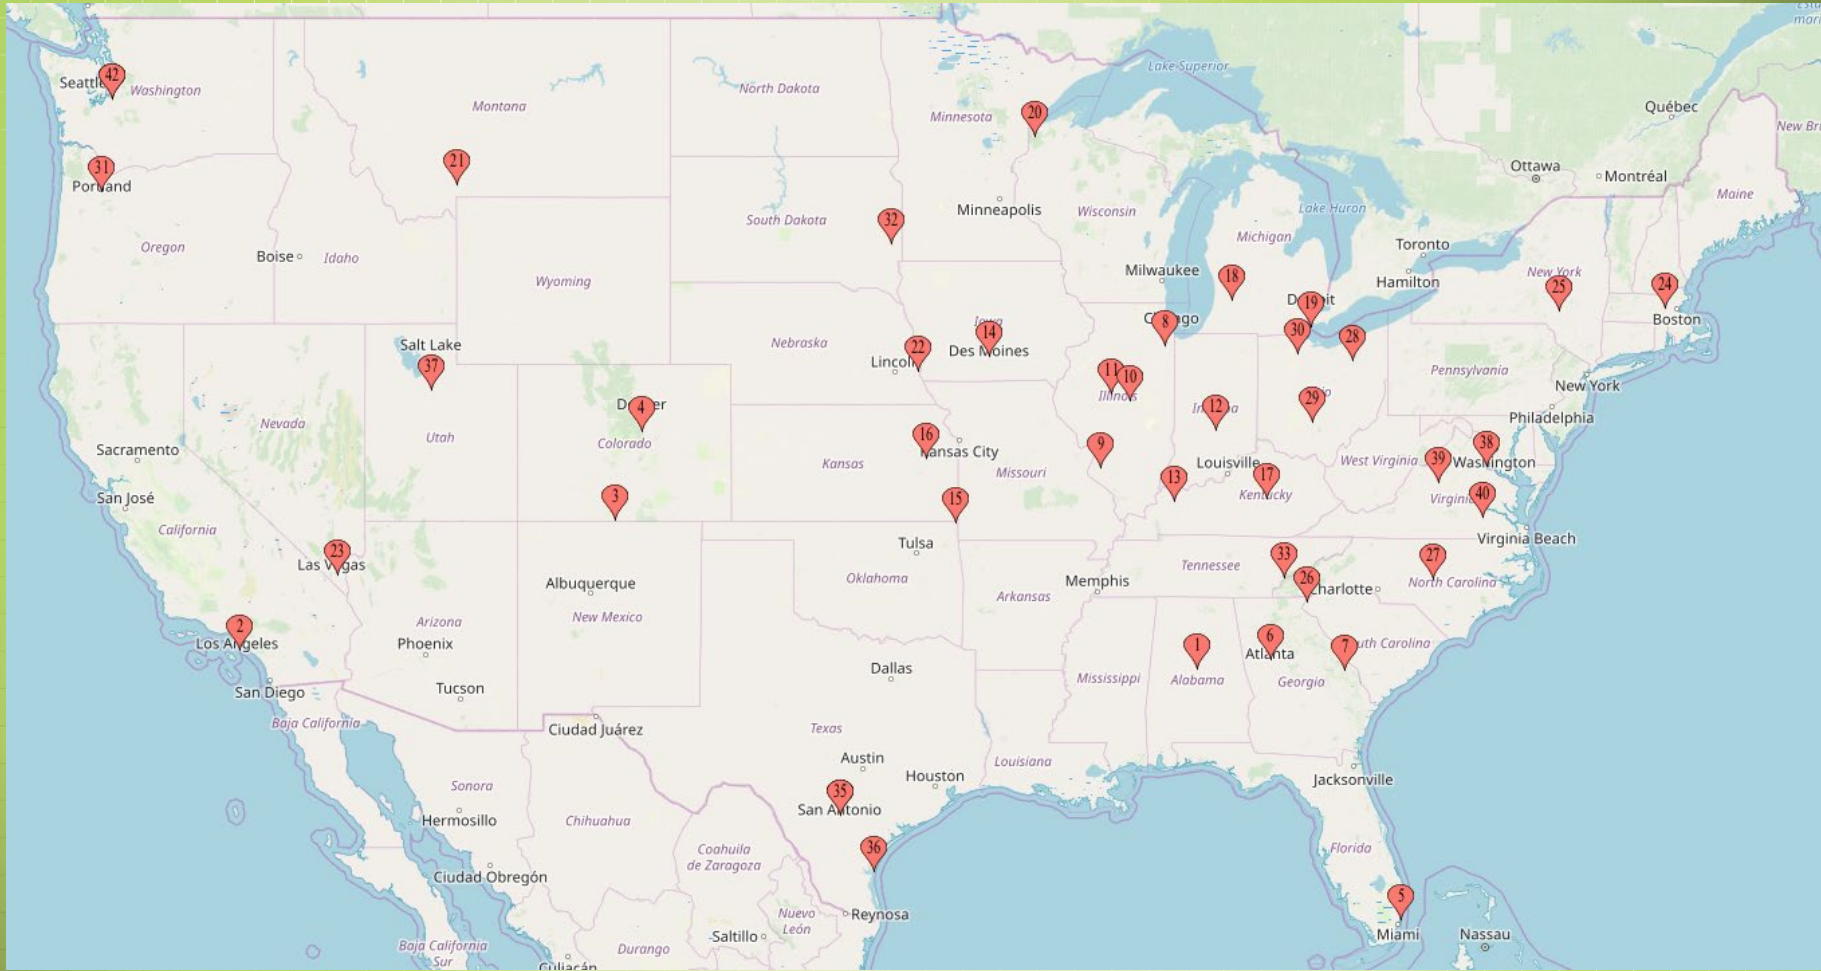 Québec
Lake Superior
42
Seattle
Washington
Montana
North Dakota
Minnesota
20
New Br
31
Portland
21
Ottawa
Montréal
Maine
Minneapolis
Wisconsin
Lake Huron
South Dakota
32
Oregon
Boise
Idaho
Michigan
Toronto
Milwaukee
Hamilton
New York
18
24
25
Wyoming
Detroit
19
Boston
Chicago
8
Iowa
14
Des Moines
30
28
Salt Lake
37
Nebraska
22
Lincoln
11
10
Illinois
Pennsylvania
New York
Denver
4
12
Indiana
29
Ohio
Philadelphia
Nevada
Utah
Colorado
Sacramento
16
Kansas City
9
Louisville
West Virginia
39
38
Washington
Kansas
Missouri
13
17
Kentucky
San José
3
15
Virginia
40
California
Tulsa
Virginia Beach
23
Las Vegas
Albuquerque
Oklahoma
Memphis
Tennessee
33
26
27
North Carolina
Charlotte
New Mexico
Arkansas
2
Los Angeles
Arizona
Phoenix
1
6
Atlanta
7
South Carolina
Dallas
Mississippi
Alabama
Georgia
San Diego
Tucson
Baja California
Ciudad Juárez
Texas
Austin
Houston
Louisiana
Jacksonville
Sonora
35
San Antonio
Hermosillo
Chihuahua
Coahuila
de Zaragoza
36
Florida
Ciudad Obregón
5
Miami
Nuevo
León
Reynosa
Nassau
Saltillo
Durango
Baja California
Sur
Culiacán